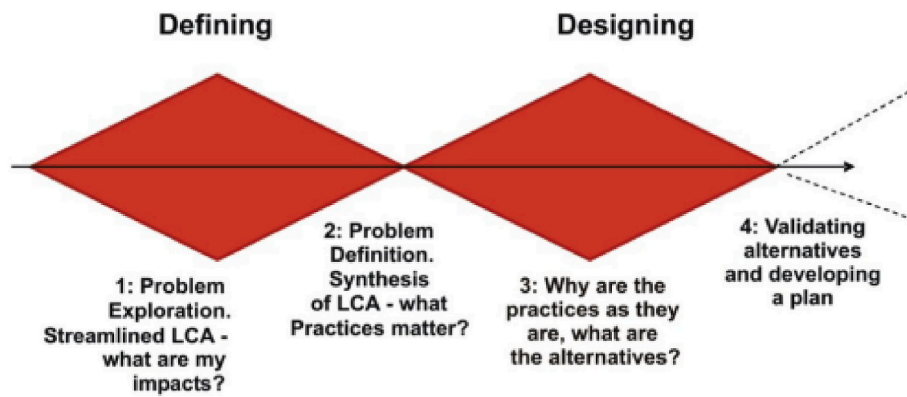 Defining
Designing
1: Problem
Exploration.
Streamlined LCA -
what are my
impacts?
2: Problem
Definition.
Synthesis
of LCA - what
Practices matter?
3: Why are the
practices as they
are, what are
the alternatives?
4: Validating
alternatives
and developing
a plan